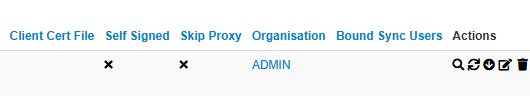 Client Cert File Self Signed Skip Proxy Organisation Bound Sync Users Actions
ADMIN